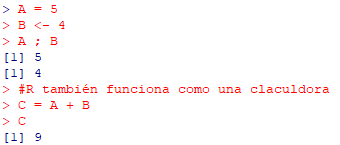 > A = 5
> B <- 4
> A ; B
[1] 5
[1] 4
> #R también funciona como una claculdora
> C = A + B
> C
[1] 9